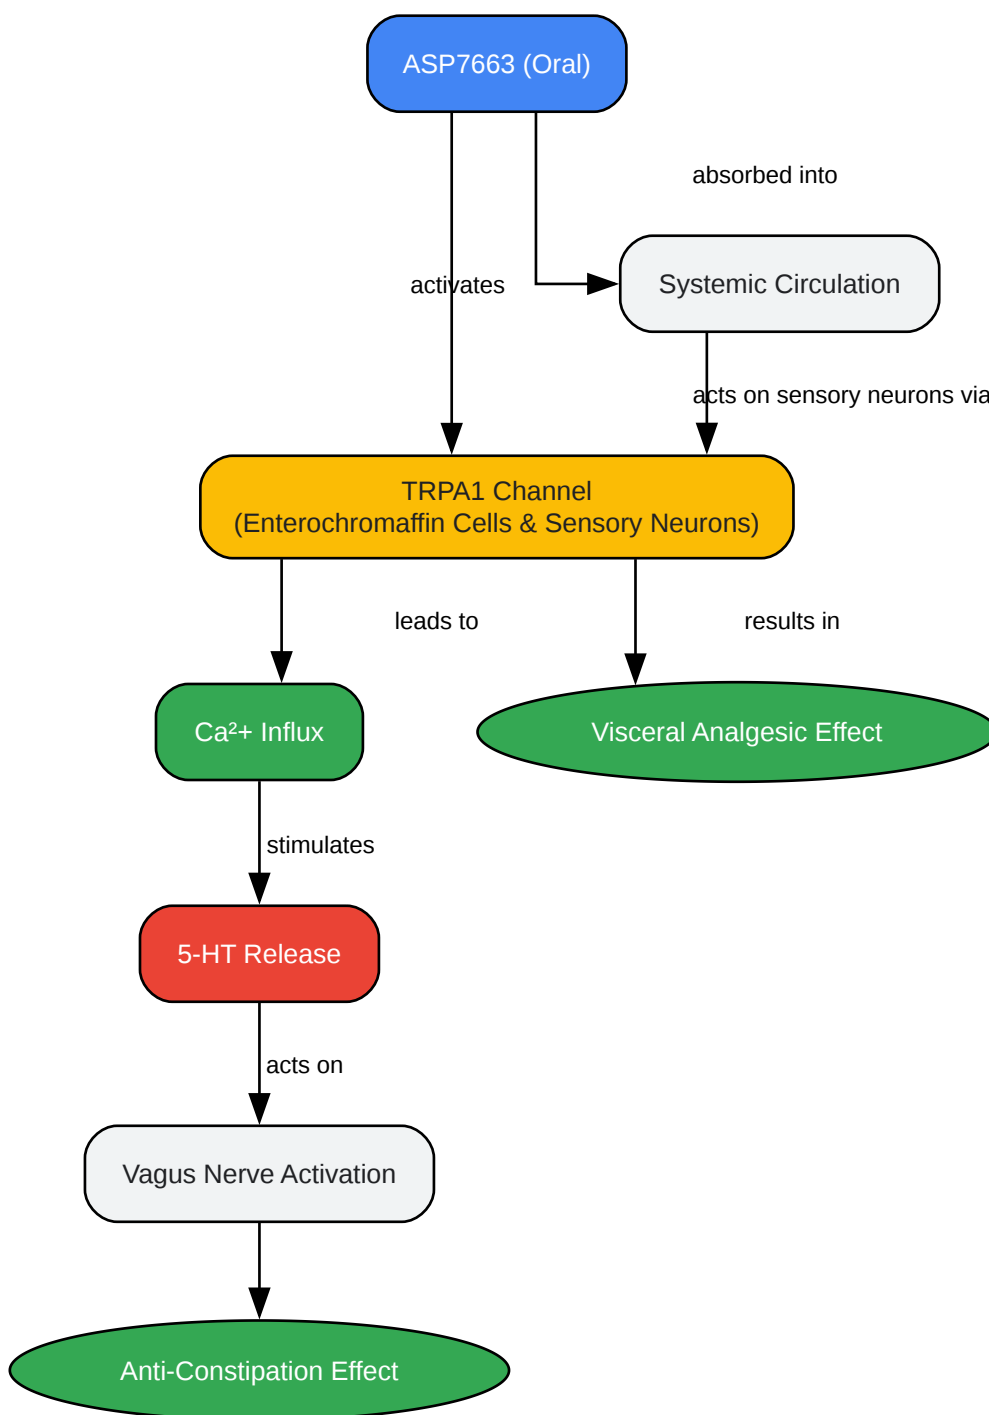 ASP7663 (Oral)
absorbed into
activates
Systemic Circulation
acts on sensory neurons via
TRPA1 Channel
(Enterochromaffin Cells & Sensory Neurons)
leads to
results in
Ca²+ Influx
Visceral Analgesic Effect
stimulates
5-HT Release
acts on
Vagus Nerve Activation
Anti-Constipation Effect